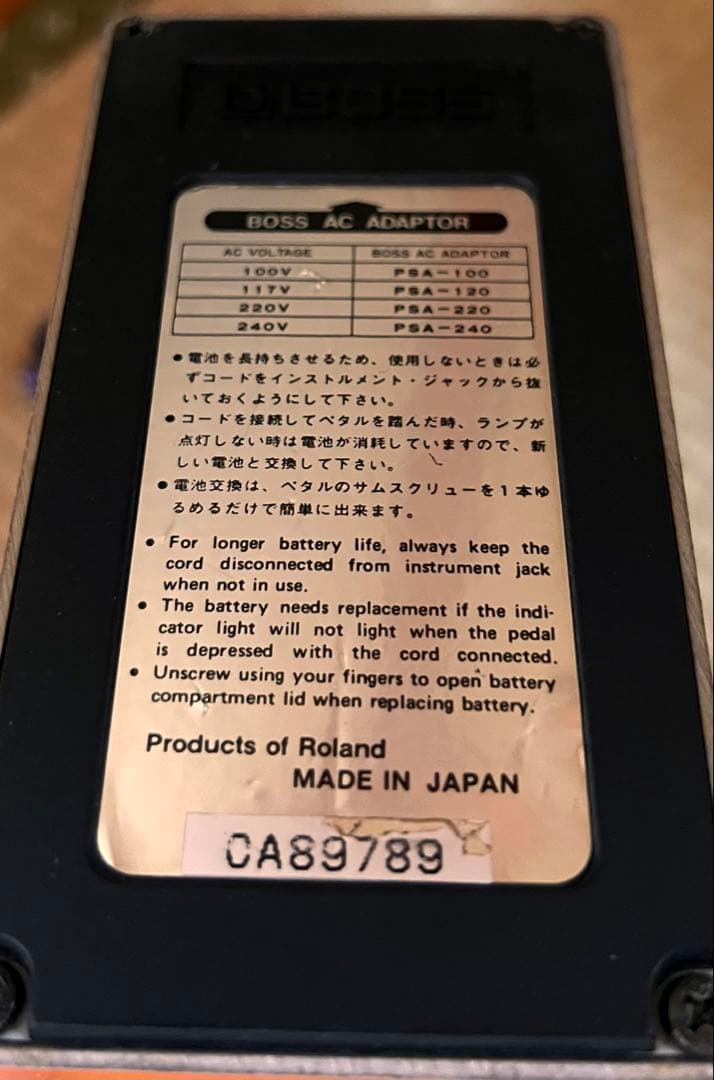 BOSS
BOSS AC ADAPTOR
AC VOLTAGE BOSS AC ADAPTOR
100V PSA-100
117V PSA-120
220V PSA-220
240V PSA-240
●電池を長持ちさせるため、使用しないときは必
ずコードをインストルメント・ジャックから抜
いておくようにして下さい。
●コードを接続してペタルを踏んだ時、ランプが
点灯しない時は電池が消耗していますので、新
しい電池と交換して下さい。
●電池交換は、ペタルのサムスクリューを1本ゆ
るめるだけで簡単に出来ます。
● For longer battery life, always keep the
cord disconnected from instrument jack
when not in use.
● The battery needs replacement if the indi-
cator light will not light when the pedal
is depressed with the cord connected.
● Unscrew using your fingers to open battery
compartment lid when replacing battery.
Products of Roland
MADE IN JAPAN
CA89789